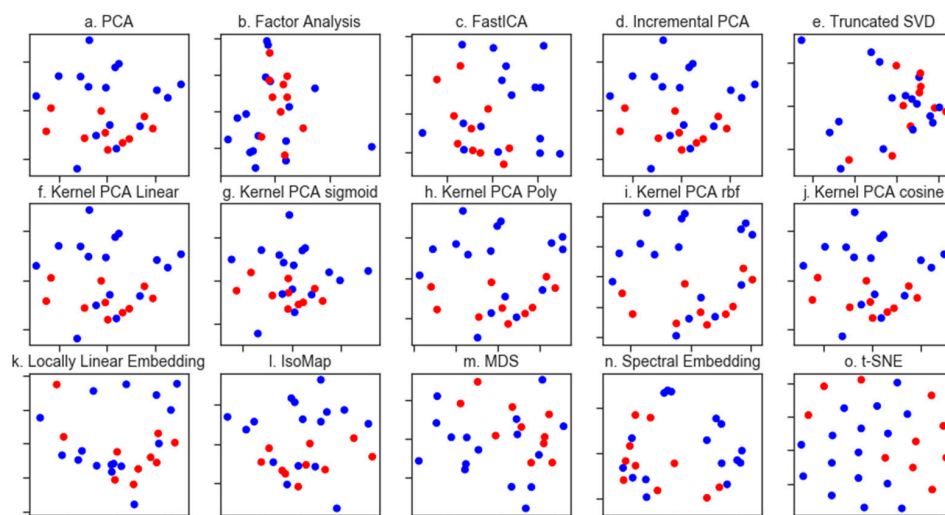 a. PCA
b. Factor Analysis
c. FastICA
d. Incremental PCA
e. Truncated SVD
f. Kernel PCA Linear
g. Kernel PCA sigmoid
h. Kernel PCA Poly
i. Kernel PCA rbf
j. Kernel PCA cosine
k. Locally Linear Embedding
l. IsoMap
m. MDS
n. Spectral Embedding
o. t-SNE